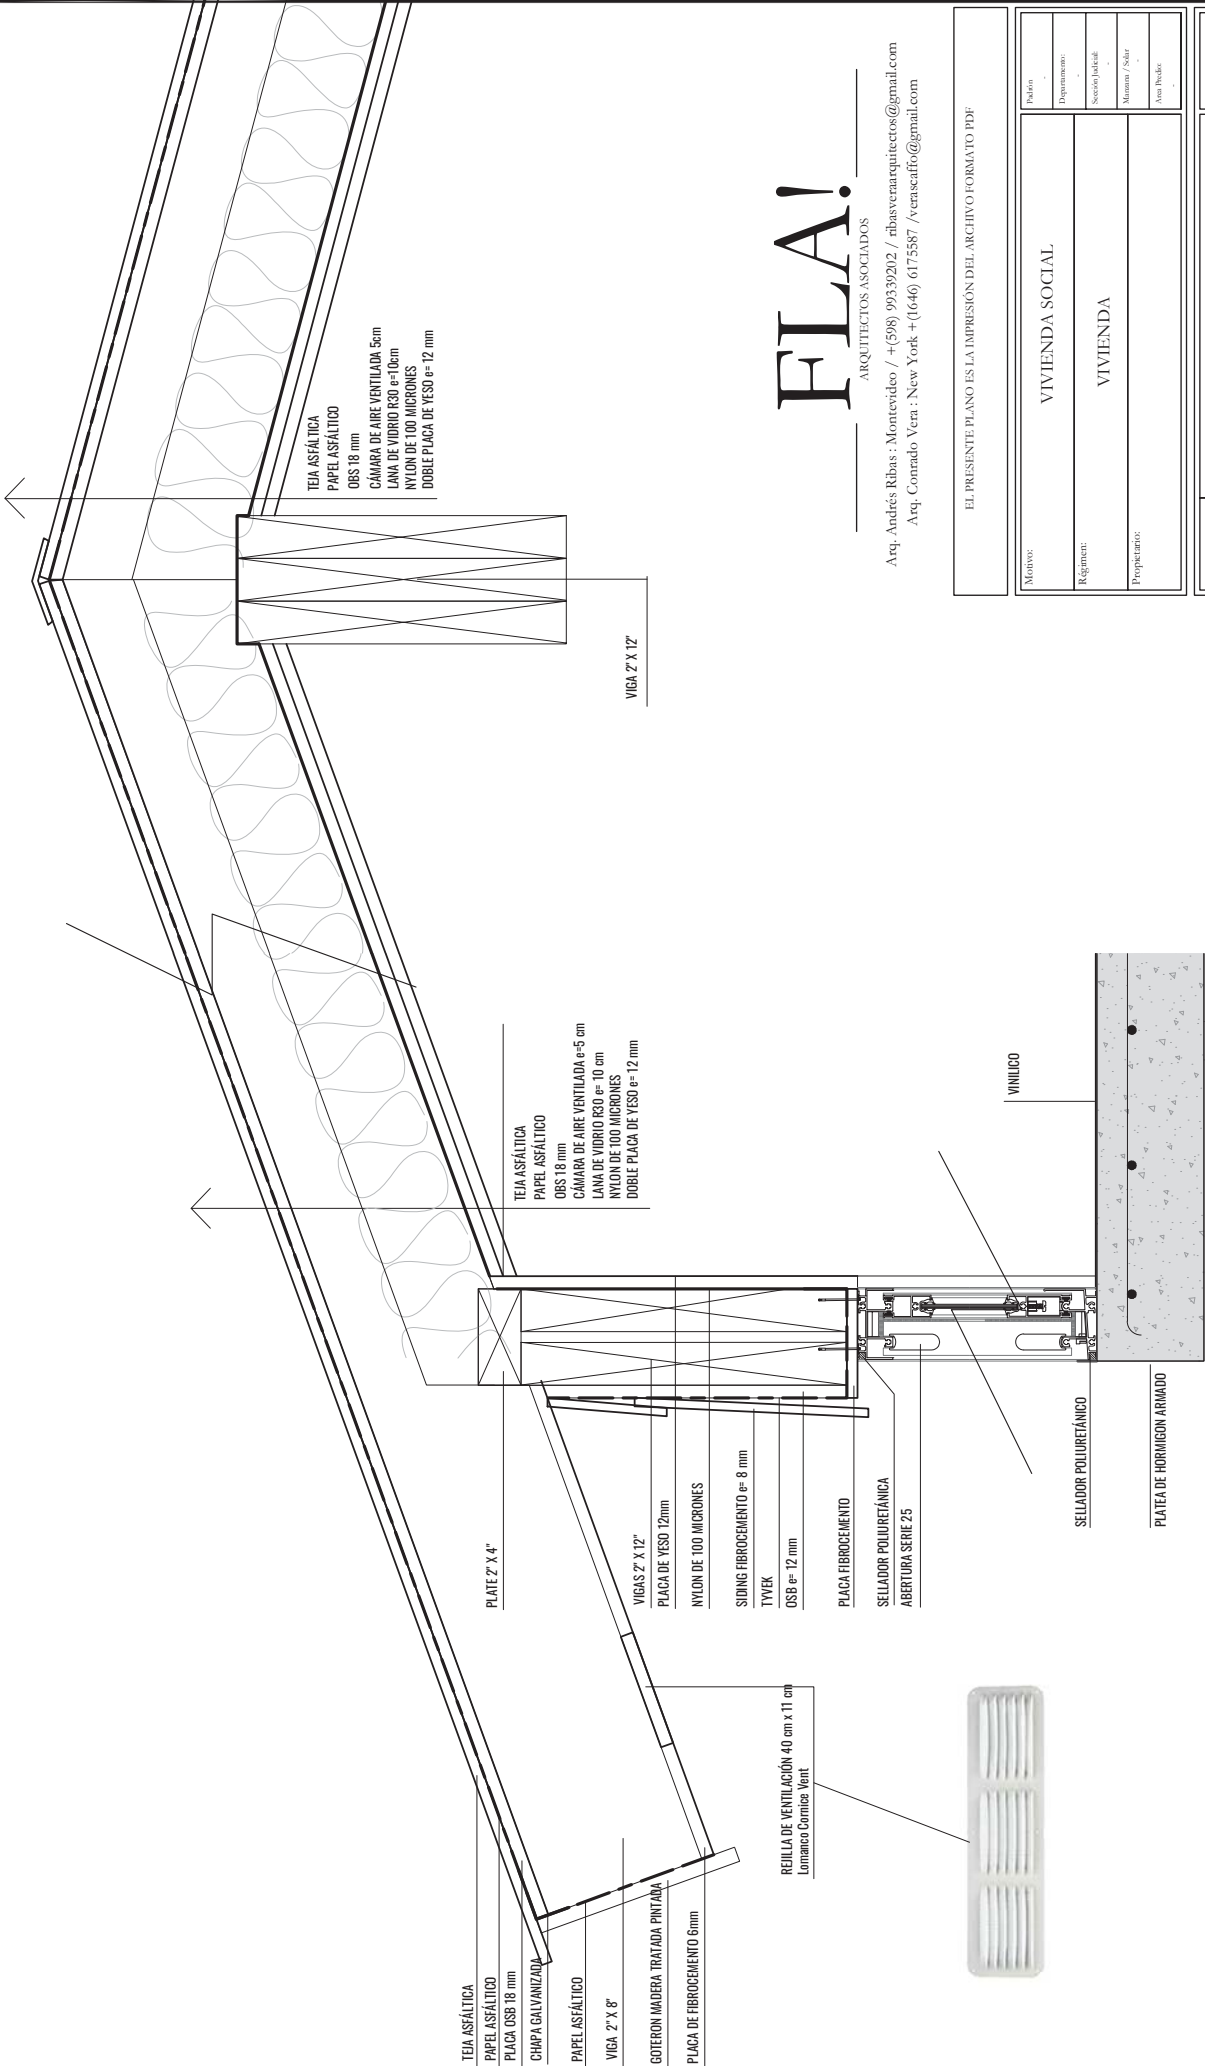 TEJA ASFÁLTICA
PAPEL ASFÁLTICO
PLACA OSB 18 mm
CHAPA GALVANIZADA
PAPEL ASFÁLTICO
VIGA 2" X 8"
GOTERON MADERA TRATADA PINTADA
PLACA DE FIBROCEMENTO 6mm
REJILLA DE VENTILACIÓN 40 cm x 11 cm
Lomanco Cornice Vent
PLATE 2" X 4"
VIGAS 2" X 12"
PLACA DE YESO 12mm
NYLON DE 100 MICRONES
SIDING FIBROCEMENTO e= 8 mm
TYVEK
OSB e= 12 mm
PLACA FIBROCEMENTO
SELLADOR POLIURETÁNICA
ABERTURA SERIE 25
SELLADOR POLIURETÁNICO
PLATEA DE HORMIGON ARMADO
TEJA ASFÁLTICA
PAPEL ASFÁLTICO
OBS 18 mm
CÁMARA DE AIRE VENTILADA e=5 cm
LANA DE VIDRIO R30 e= 10 cm
NYLON DE 100 MICRONES
DOBLE PLACA DE YESO e= 12 mm
VINILICO
VIGA 2" X 12"
TEJA ASFÁLTICA
PAPEL ASFÁLTICO
OBS 18 mm
CÁMARA DE AIRE VENTILADA 5cm
LANA DE VIDRIO R30 e=10cm
NYLON DE 100 MICRONES
DOBLE PLACA DE YESO e= 12 mm
FLA!
ARQUITECTOS ASOCIADOS
Arq. Andrés Ribas : Montevideo / +(598) 99339202 / ribasveraarquitectos@gmail.com
Arq. Conrado Vera : New York +(1646) 6175587 /verascaffo@gmail.com
EL PRESENTE PLANO ES LA IMPRESIÓN DEL ARCHIVO FORMATO PDF
Motivo:
VIVIENDA SOCIAL
Régimen:
VIVIENDA
Propietario:
Padrón
-
Departamento:
-
Sección Judicial:
-
Manzana / Solar
-
Area Predio:
-